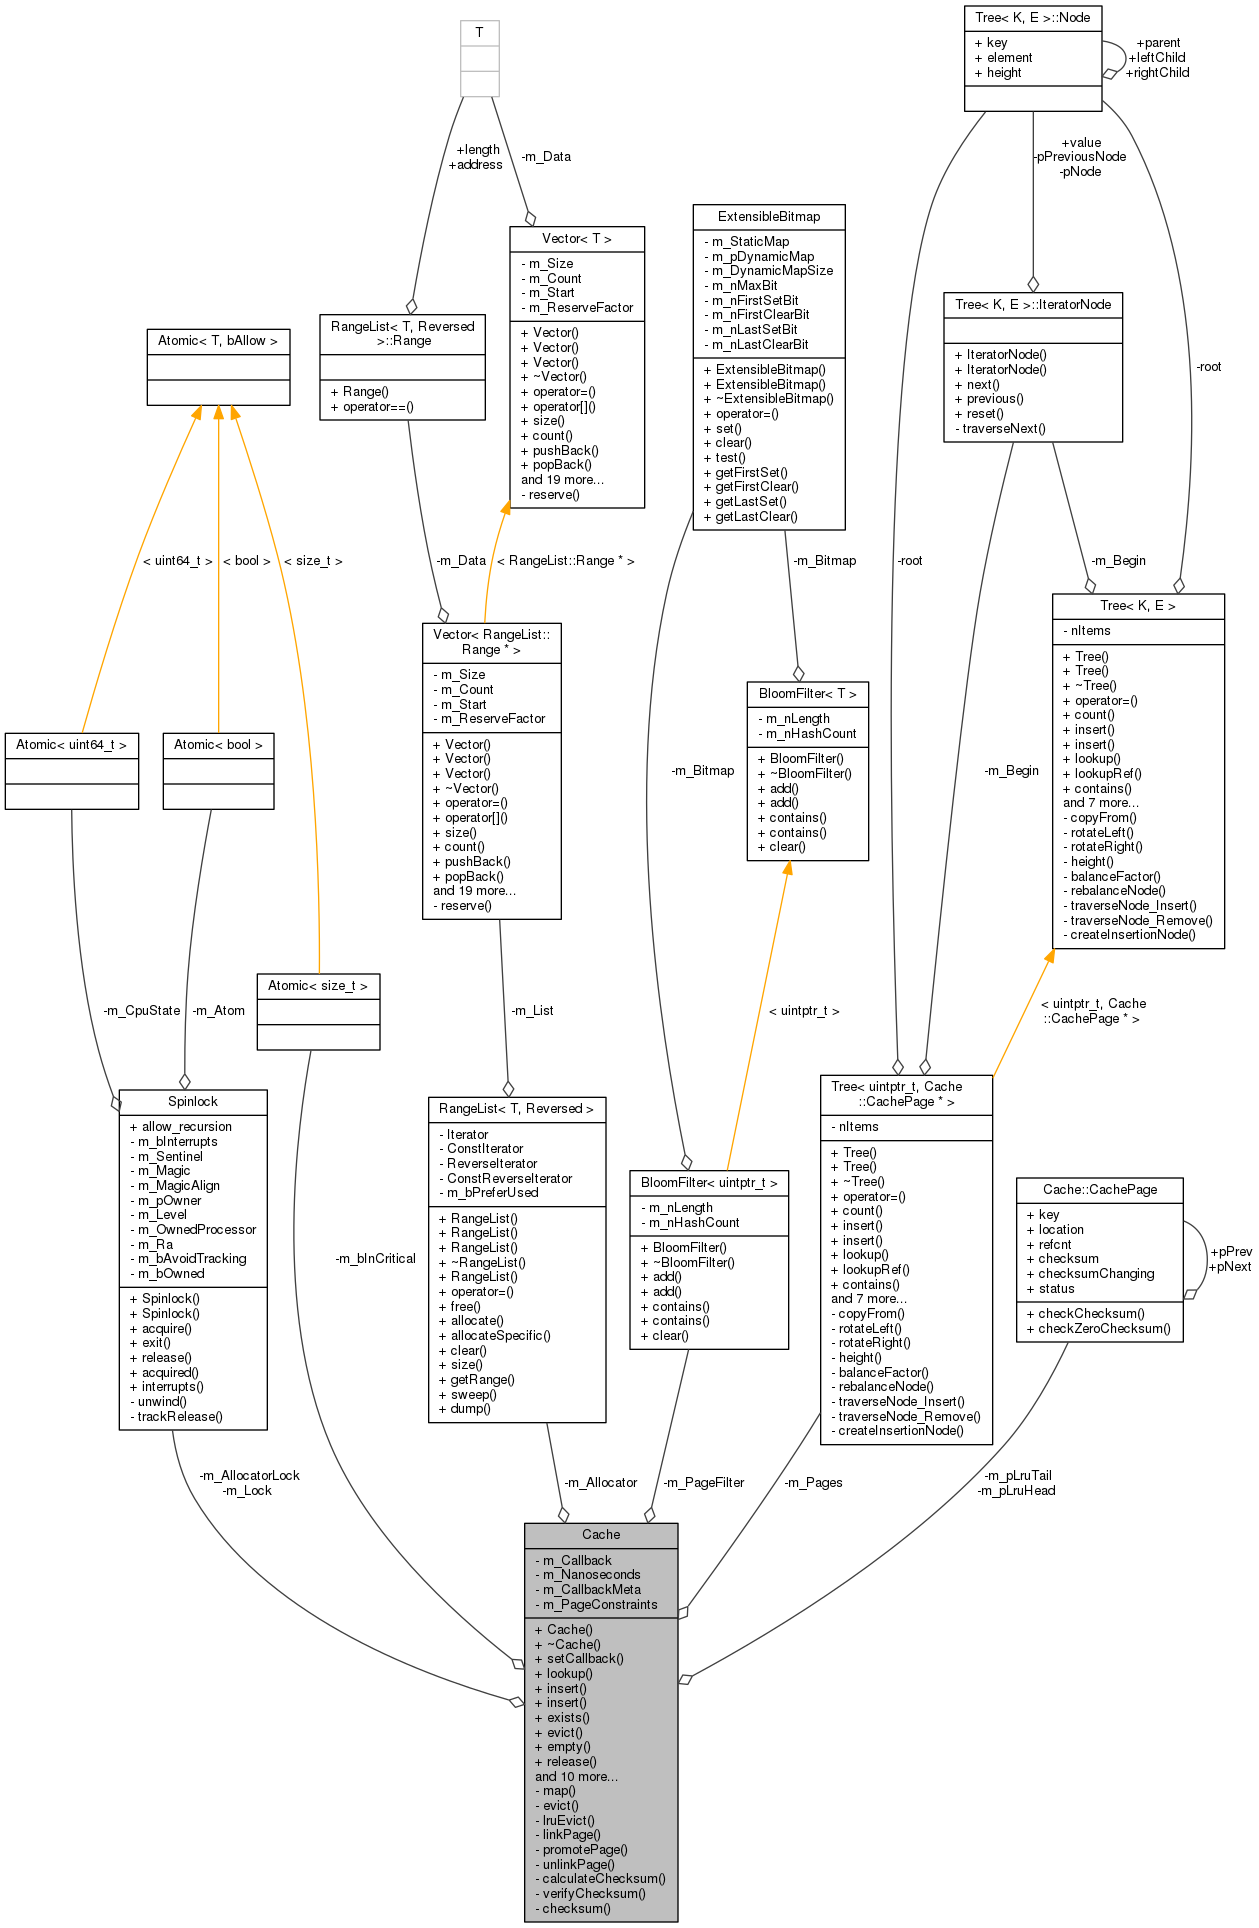 Tree< K, E >::Node
+ key
+ element
+ height
+parent
+leftChild
+rightChild
T
+length
+address
-m_Data
+value
-pPreviousNode
-pNode
-root
Vector< T >
- m_Size
- m_Count
- m_Start
- m_ReserveFactor
+ Vector()
+ Vector()
+ Vector()
+ ~Vector()
+ operator=()
+ operator[]()
+ size()
+ count()
+ pushBack()
+ popBack()
and 19 more...
- reserve()
ExtensibleBitmap
- m_StaticMap
- m_pDynamicMap
- m_DynamicMapSize
- m_nMaxBit
- m_nFirstSetBit
- m_nFirstClearBit
- m_nLastSetBit
- m_nLastClearBit
+ ExtensibleBitmap()
+ ExtensibleBitmap()
+ ~ExtensibleBitmap()
+ operator=()
+ set()
+ clear()
+ test()
+ getFirstSet()
+ getFirstClear()
+ getLastSet()
+ getLastClear()
Tree< K, E >::IteratorNode
+ IteratorNode()
+ IteratorNode()
+ next()
+ previous()
+ reset()
- traverseNext()
RangeList< T, Reversed
>::Range
+ Range()
+ operator==()
Atomic< T, bAllow >
< uint64_t >
< bool >
< size_t >
-m_Data
< RangeList::Range * >
-m_Bitmap
-root
-m_Begin
Tree< K, E >
- nItems
+ Tree()
+ Tree()
+ ~Tree()
+ operator=()
+ count()
+ insert()
+ insert()
+ lookup()
+ lookupRef()
+ contains()
and 7 more...
- copyFrom()
- rotateLeft()
- rotateRight()
- height()
- balanceFactor()
- rebalanceNode()
- traverseNode_Insert()
- traverseNode_Remove()
- createInsertionNode()
Vector< RangeList::
Range * >
- m_Size
- m_Count
- m_Start
- m_ReserveFactor
+ Vector()
+ Vector()
+ Vector()
+ ~Vector()
+ operator=()
+ operator[]()
+ size()
+ count()
+ pushBack()
+ popBack()
and 19 more...
- reserve()
BloomFilter< T >
- m_nLength
- m_nHashCount
+ BloomFilter()
+ ~BloomFilter()
+ add()
+ add()
+ contains()
+ contains()
+ clear()
Atomic< uint64_t >
Atomic< bool >
-m_Bitmap
-m_Begin
Atomic< size_t >
-m_CpuState
-m_Atom
-m_List
< uintptr_t >
< uintptr_t, Cache
::CachePage * >
Spinlock
+ allow_recursion
- m_bInterrupts
- m_Sentinel
- m_Magic
- m_MagicAlign
- m_pOwner
- m_Level
- m_OwnedProcessor
- m_Ra
- m_bAvoidTracking
- m_bOwned
+ Spinlock()
+ Spinlock()
+ acquire()
+ exit()
+ release()
+ acquired()
+ interrupts()
- unwind()
- trackRelease()
-m_bInCritical
RangeList< T, Reversed >
- Iterator
- ConstIterator
- ReverseIterator
- ConstReverseIterator
- m_bPreferUsed
+ RangeList()
+ RangeList()
+ RangeList()
+ ~RangeList()
+ RangeList()
+ operator=()
+ free()
+ allocate()
+ allocateSpecific()
+ clear()
+ size()
+ getRange()
+ sweep()
+ dump()
BloomFilter< uintptr_t >
- m_nLength
- m_nHashCount
+ BloomFilter()
+ ~BloomFilter()
+ add()
+ add()
+ contains()
+ contains()
+ clear()
Tree< uintptr_t, Cache
::CachePage * >
- nItems
+ Tree()
+ Tree()
+ ~Tree()
+ operator=()
+ count()
+ insert()
+ insert()
+ lookup()
+ lookupRef()
+ contains()
and 7 more...
- copyFrom()
- rotateLeft()
- rotateRight()
- height()
- balanceFactor()
- rebalanceNode()
- traverseNode_Insert()
- traverseNode_Remove()
- createInsertionNode()
Cache::CachePage
+ key
+ location
+ refcnt
+ checksum
+ checksumChanging
+ status
+ checkChecksum()
+ checkZeroChecksum()
+pPrev
+pNext
-m_AllocatorLock
-m_Lock
-m_Allocator
-m_PageFilter
-m_Pages
-m_pLruTail
-m_pLruHead
Cache
- m_Callback
- m_Nanoseconds
- m_CallbackMeta
- m_PageConstraints
+ Cache()
+ ~Cache()
+ setCallback()
+ lookup()
+ insert()
+ insert()
+ exists()
+ evict()
+ empty()
+ release()
and 10 more...
- map()
- evict()
- lruEvict()
- linkPage()
- promotePage()
- unlinkPage()
- calculateChecksum()
- verifyChecksum()
- checksum()